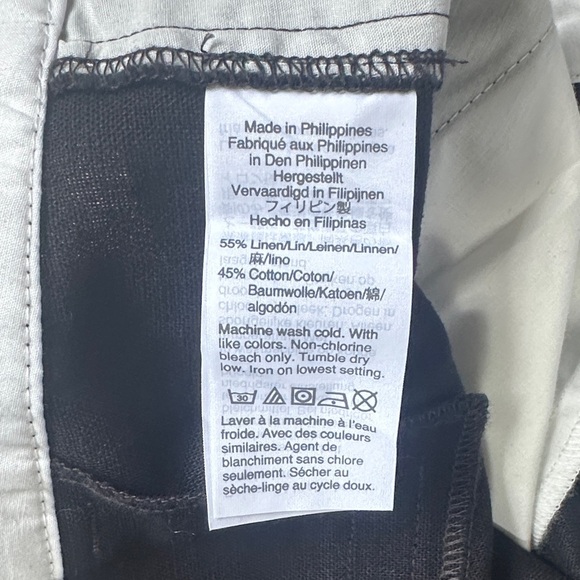 Made in Philippines
Fabriqué aux Philippines
in Den Philippinen
Hergestellt
Vervaardigd in Filipijnen
フィリピン製
Hecho en Filipinas
55% Linen/Lin/Leinen/Linnen/
麻/lino
45% Cotton/Coton/
Baumwolle/Katoen/綿/
algodón
Machine wash cold. With
like colors. Non-chlorine
bleach only. Tumble dry
low. Iron on lowest setting.
30
Laver à la machine à l'eau
froide. Avec des couleurs
similaires. Agent de
blanchiment sans chlore
seulement. Sécher au
sèche-linge au cycle doux.